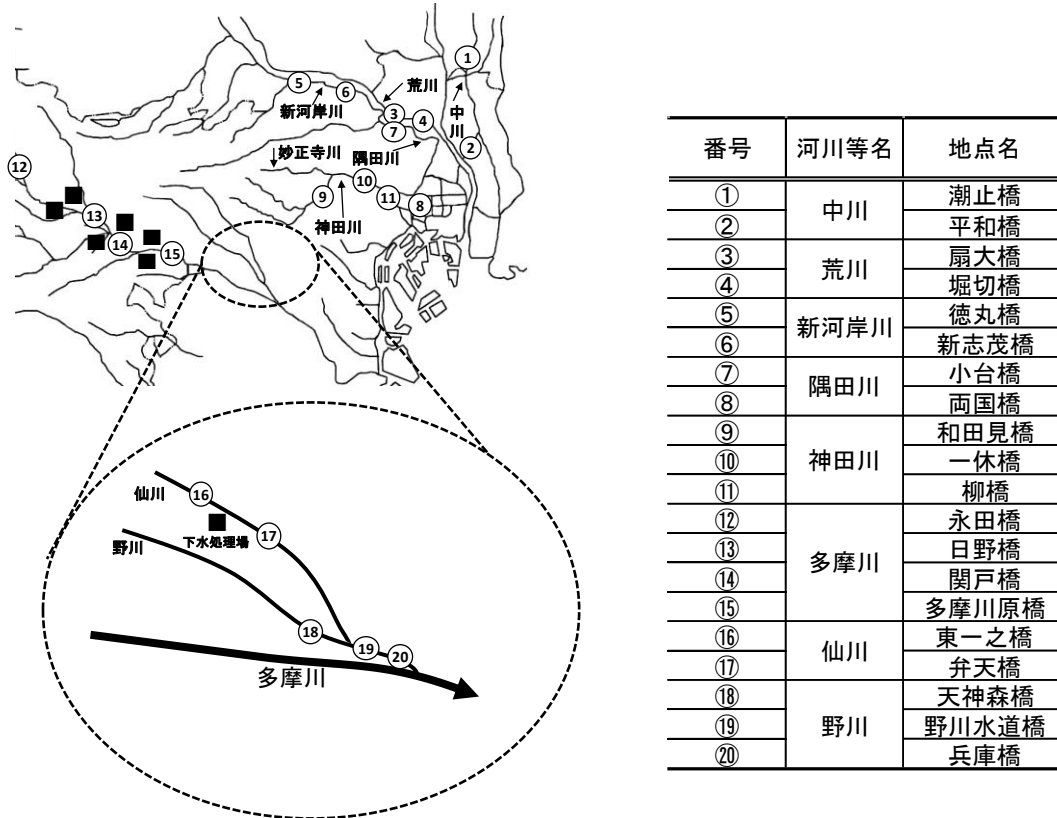 ①
⑤
荒川
⑥
新河岸川
中川
③
④
⑦
妙正寺川
隅田川
②
⑫
⑩
⑨
⑪
⑧
⑬
神田川
⑭
⑮
仙川
⑯
⑰
野川
下水処理場
⑱
⑲
⑳
多摩川
番号 河川等名 地点名
① 中川 潮止橋
② 平和橋
③ 荒川 扇大橋
④ 堀切橋
⑤ 新河岸川 徳丸橋
⑥ 新志茂橋
⑦ 隅田川 小台橋
⑧ 両国橋
⑨ 神田川 和田見橋
⑩ 一休橋
⑪ 柳橋
⑫ 多摩川 永田橋
⑬ 日野橋
⑭ 関戸橋
⑮ 多摩川原橋
⑯ 仙川 東一之橋
⑰ 弁天橋
⑱ 野川 天神森橋
⑲ 野川水道橋
⑳ 兵庫橋